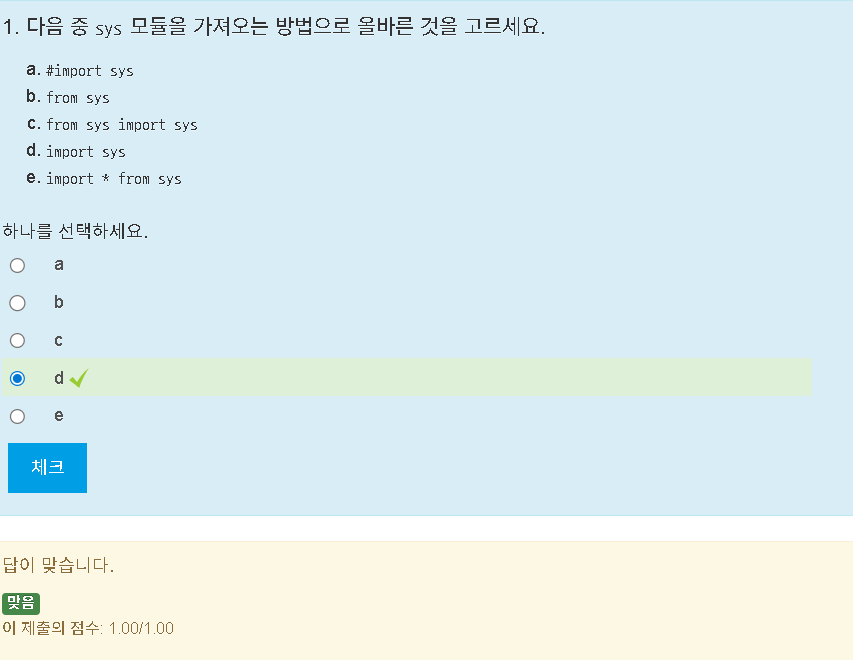 1. 다음 중 sys 모듈을 가져오는 방법으로 올바른 것을 고르세요.
a. #import sys
b. from sys
c. from sys import sys
d. import sys
e. import * from sys
하나를 선택하세요.
a
b
c
d
e
체크
답이 맞습니다.
맞음
이 제출의 점수: 1.00/1.00